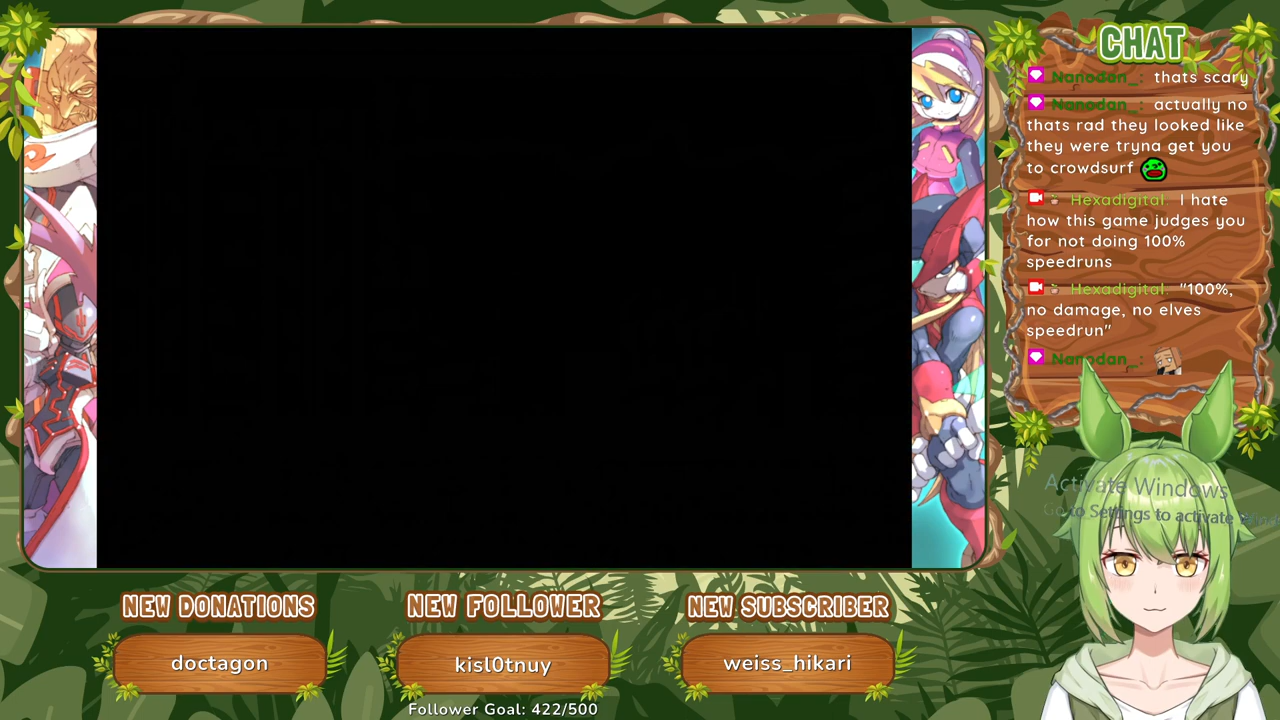 CHAT
Nanodan_: thats scary
Nanodan_: actually no
thats rad they looked like
they were tryna get you
to crowdsurf
Hexadigital: I hate
how this game judges you
for not doing 100%
speedruns
Hexadigital: "100%,
no damage, no elves
speedrun"
Nanodan_:
Activate Windows
Go to Settings to activate
NEW DONATIONS
NEW FOLLOWER
NEW SUBSCRIBER
doctagon
kisl0tnuy
weiss_hikari
Follower Goal: 422/500